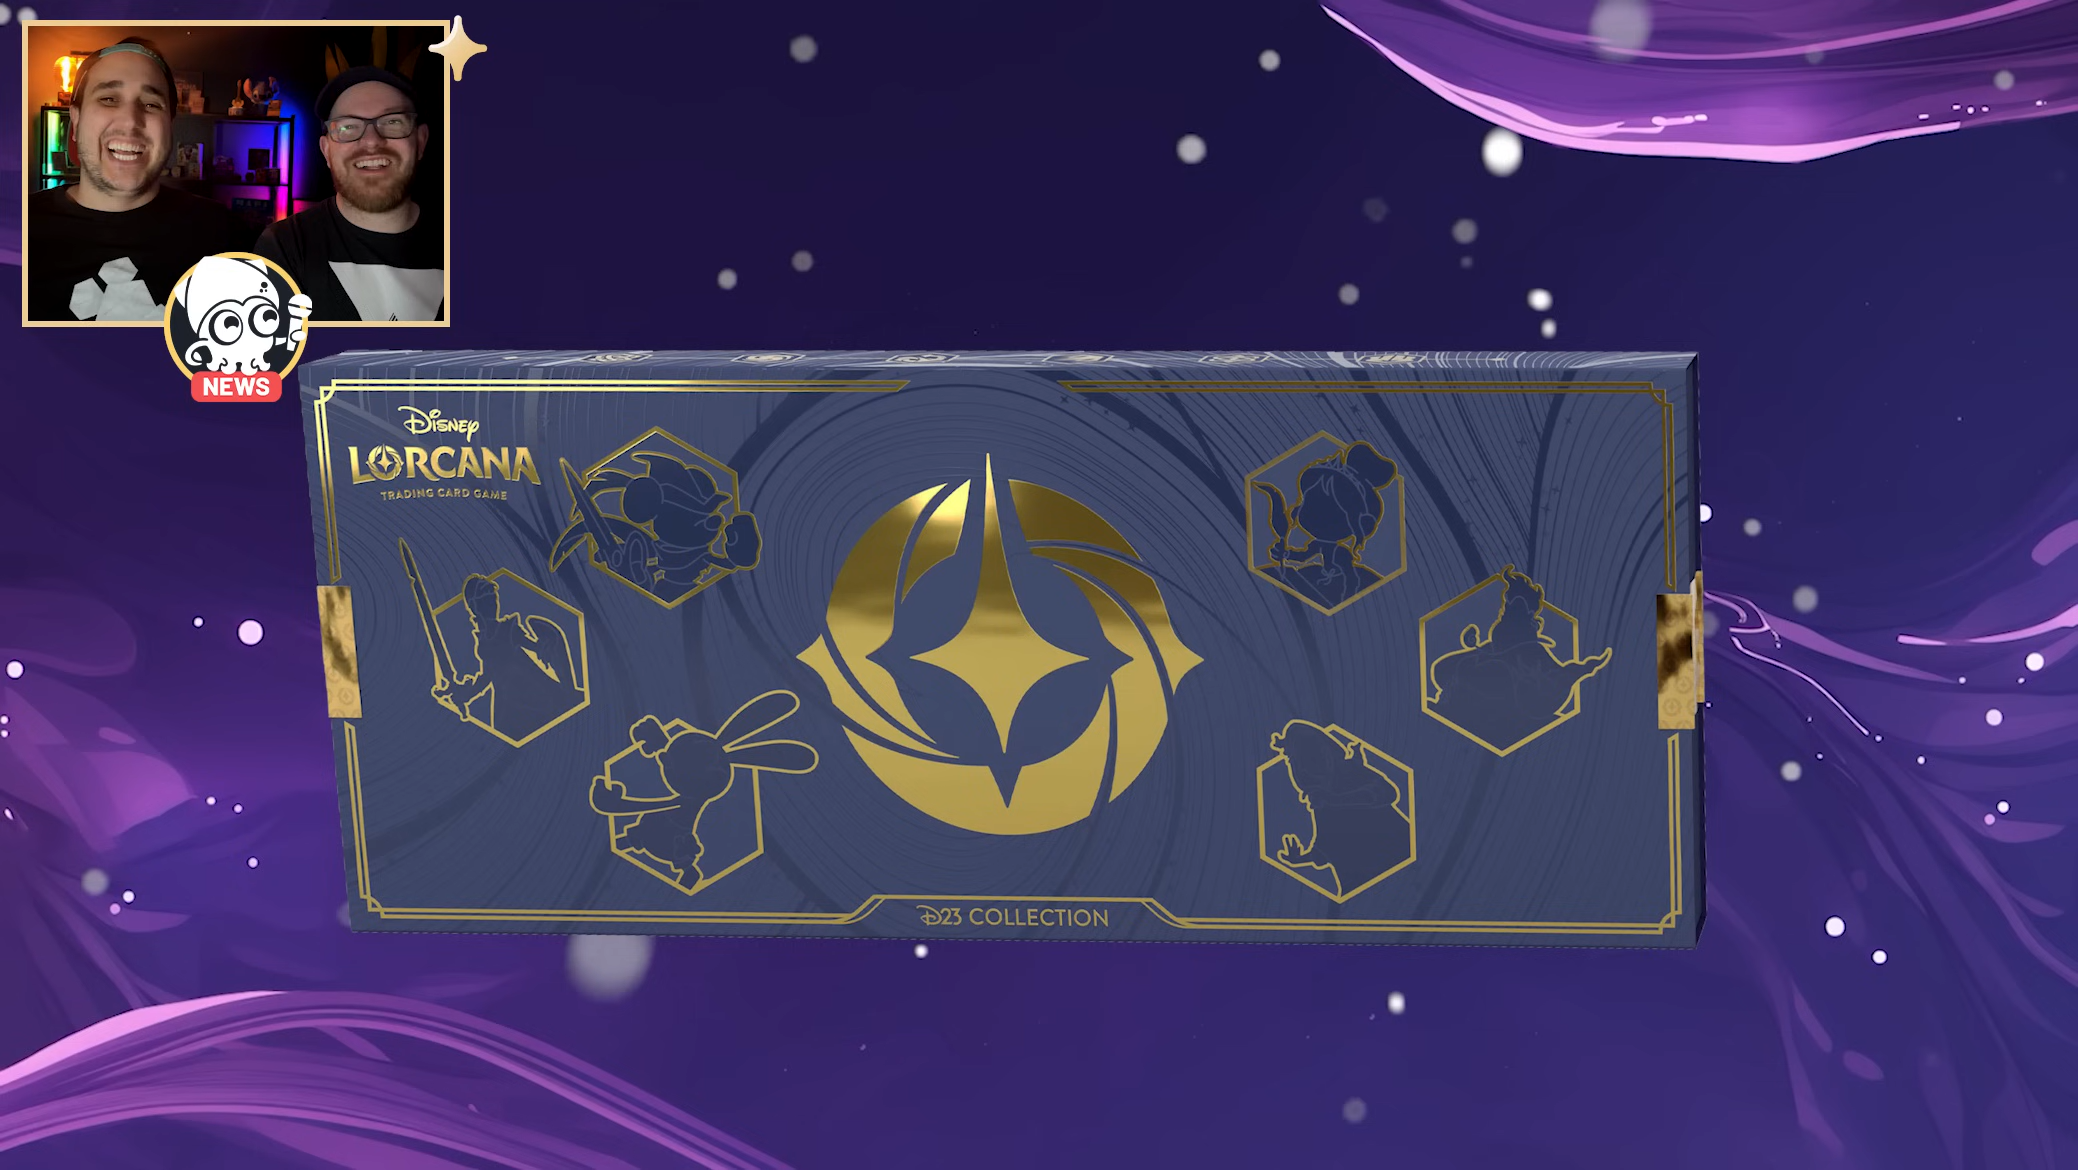 NEWS
Disney
LORCANA
TRADING CARD GAME
D23 COLLECTION